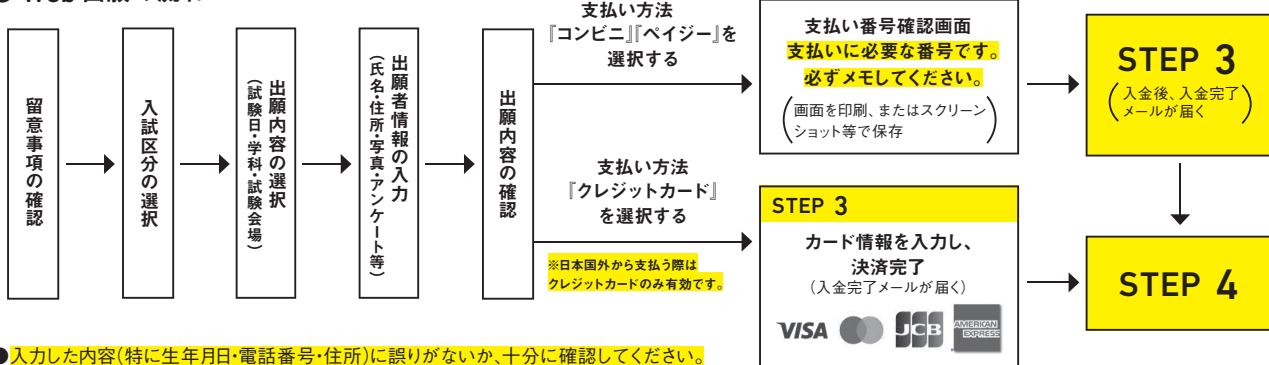 留意事項の確認
入試区分の選択
出願内容の選択
(試験日・学科・試験会場)
出願者情報の入力
(氏名・住所・写真・アンケート等)
出願内容の確認
支払い方法
『コンビニ』『ペイジー』を
選択する
支払い番号確認画面
支払いに必要な番号です。
必ずメモしてください。
(画面を印刷、またはスクリーン
ショット等で保存)
STEP 3
(入金後、入金完了
メールが届く)
支払い方法
『クレジットカード』
を選択する
※日本国外から支払う際は
クレジットカードのみ有効です。
STEP 3
カード情報を入力し、
決済完了
(入金完了メールが届く)
VISA
JCB
AMERICAN
EXPRESS
STEP 4
●入力した内容(特に生年月日・電話番号・住所)に誤りがないか、十分に確認してください。